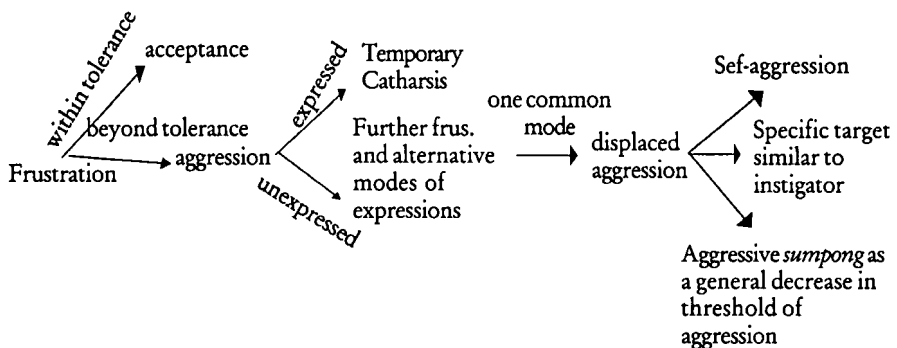 within tolerance
acceptance
beyond tolerance
Frustration
aggression
expressed
unexpressed
Temporary
Catharsis
Further frus.
and alternative
modes of
expressions
one common
mode
displaced
aggression
Sef-aggression
Specific target
similar to
instigator
Aggressive sumpong as
a general decrease in
threshold of
aggression